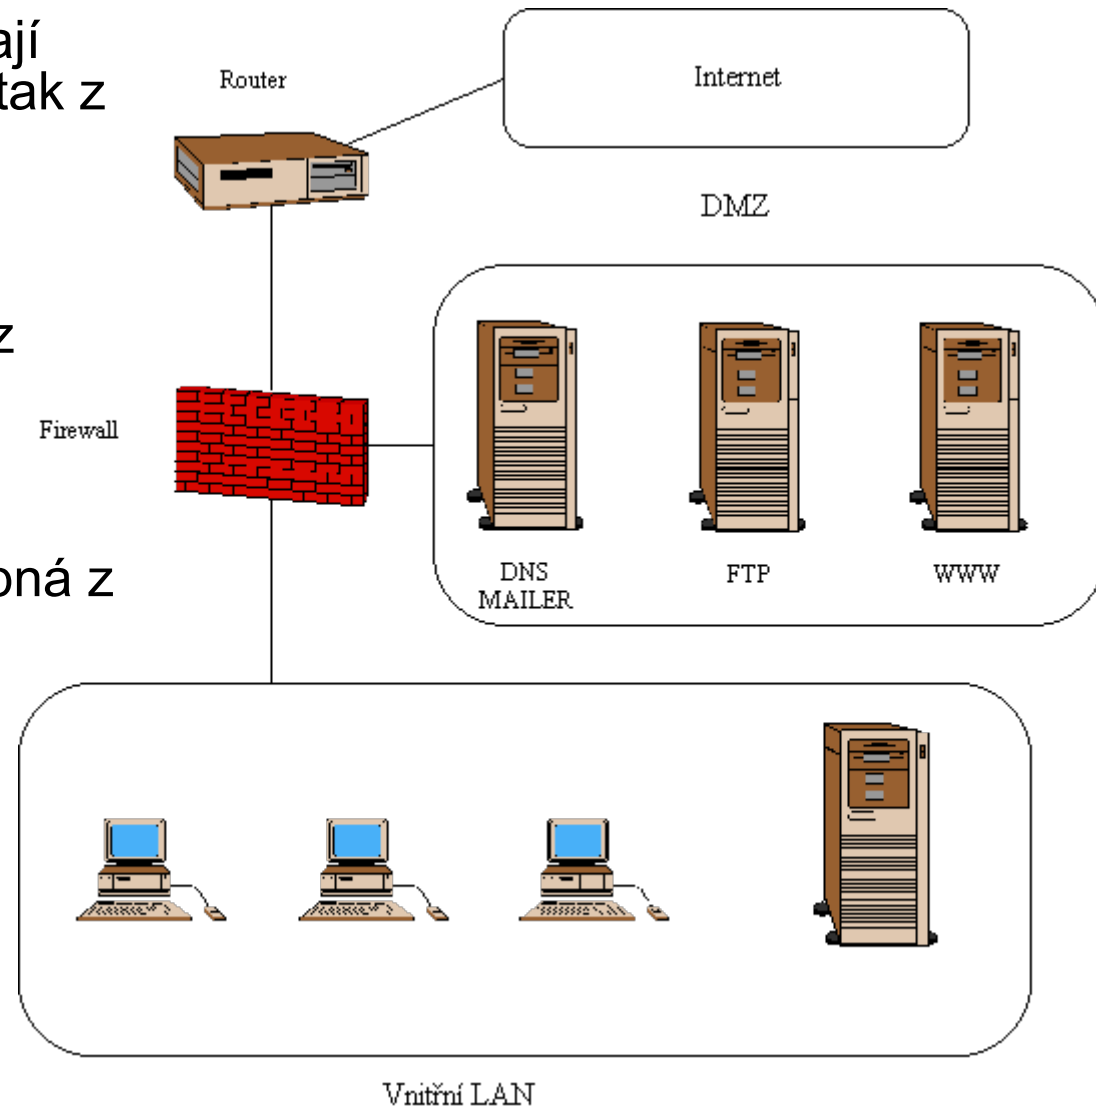 ají
tak z
z
oná z
Router
Internet
DMZ
Firewall
DNS
MAILER
FTP
WWW
Vnitřní LAN